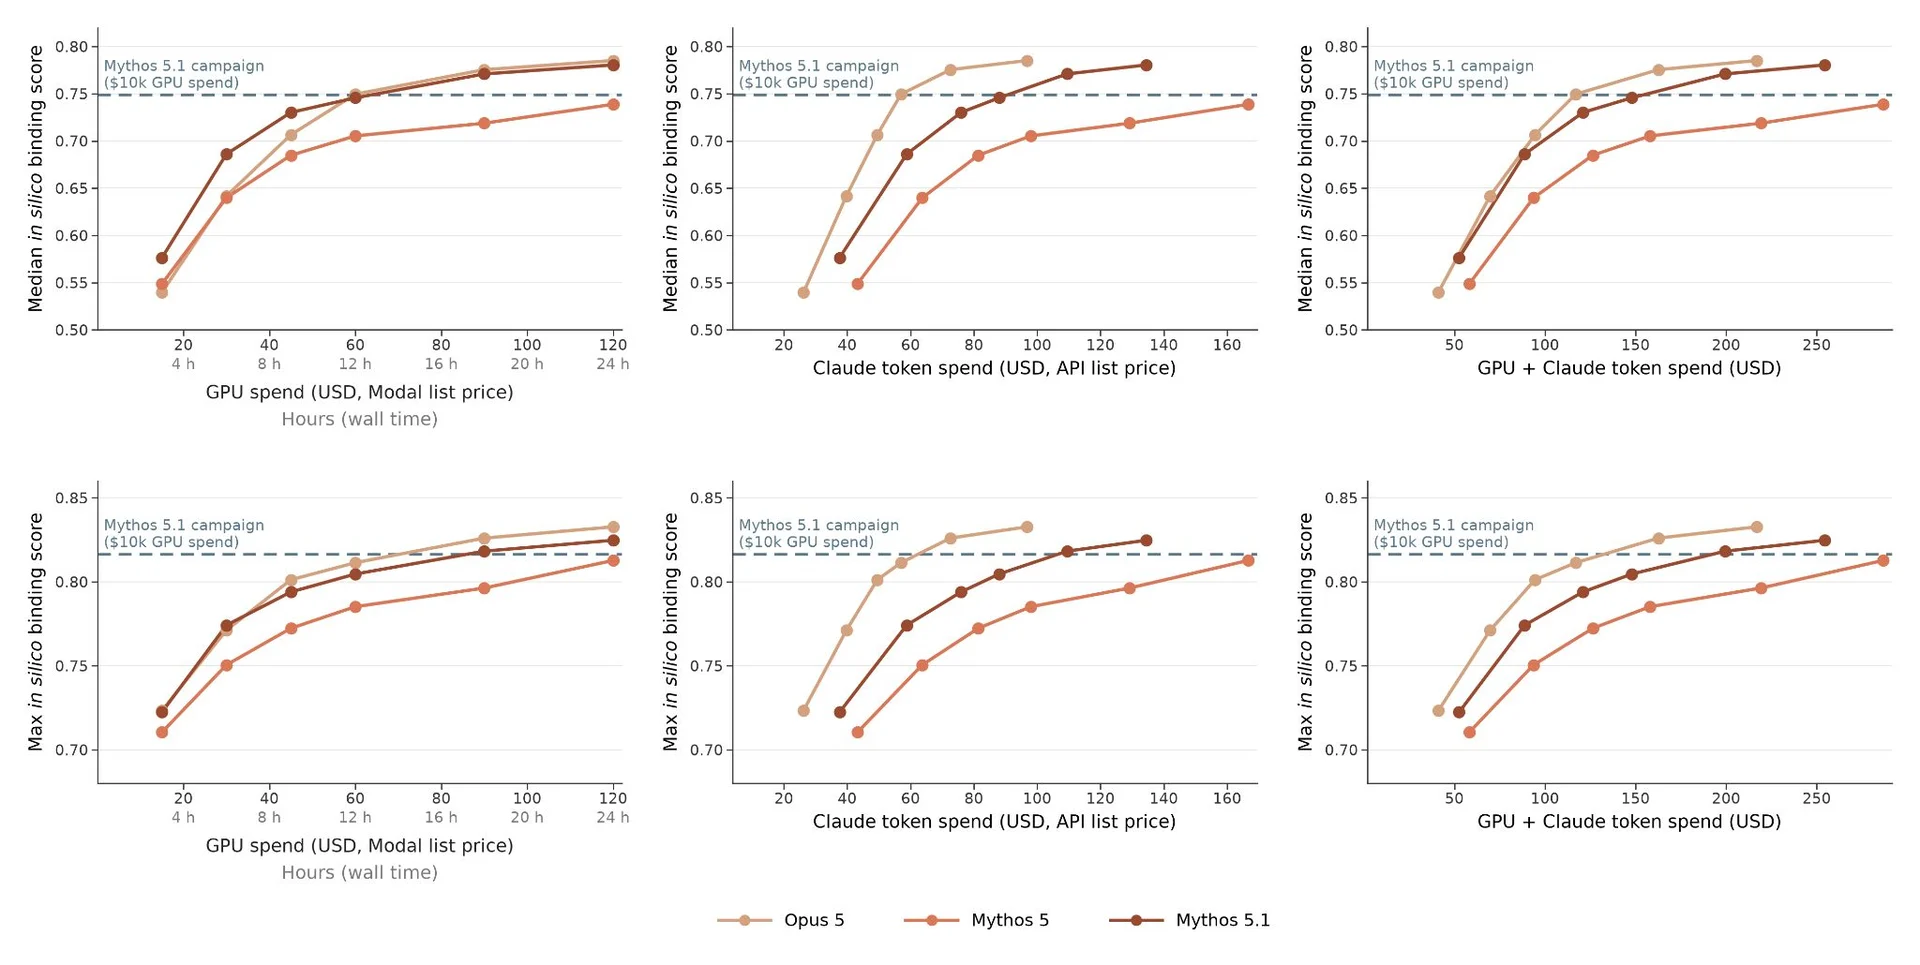 Median in silico binding score
0.80
0.75
0.70
0.65
0.60
0.55
0.50
Mythos 5.1 campaign
($10k GPU spend)
20 40 60 80 100 120
4 h 8 h 12 h 16 h 20 h 24 h
GPU spend (USD, Modal list price)
Hours (wall time)
Median in silico binding score
0.80
0.75
0.70
0.65
0.60
0.55
0.50
Mythos 5.1 campaign
($10k GPU spend)
20 40 60 80 100 120 140 160
Claude token spend (USD, API list price)
Median in silico binding score
0.80
0.75
0.70
0.65
0.60
0.55
0.50
Mythos 5.1 campaign
($10k GPU spend)
50 100 150 200 250
GPU + Claude token spend (USD)
Max in silico binding score
0.85
0.80
0.75
0.70
Mythos 5.1 campaign
($10k GPU spend)
20 40 60 80 100 120
4 h 8 h 12 h 16 h 20 h 24 h
GPU spend (USD, Modal list price)
Hours (wall time)
Max in silico binding score
0.85
0.80
0.75
0.70
Mythos 5.1 campaign
($10k GPU spend)
20 40 60 80 100 120 140 160
Claude token spend (USD, API list price)
Max in silico binding score
0.85
0.80
0.75
0.70
Mythos 5.1 campaign
($10k GPU spend)
50 100 150 200 250
GPU + Claude token spend (USD)
Opus 5 Mythos 5 Mythos 5.1